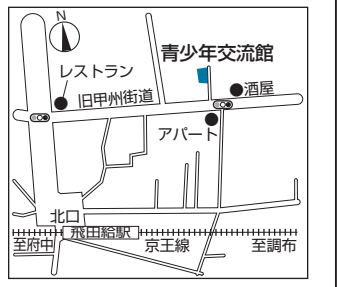 N
青少年交流館
レストラン
酒屋
旧甲州街道
アパート
北口
飛田給駅
至府中
京王線
至調布